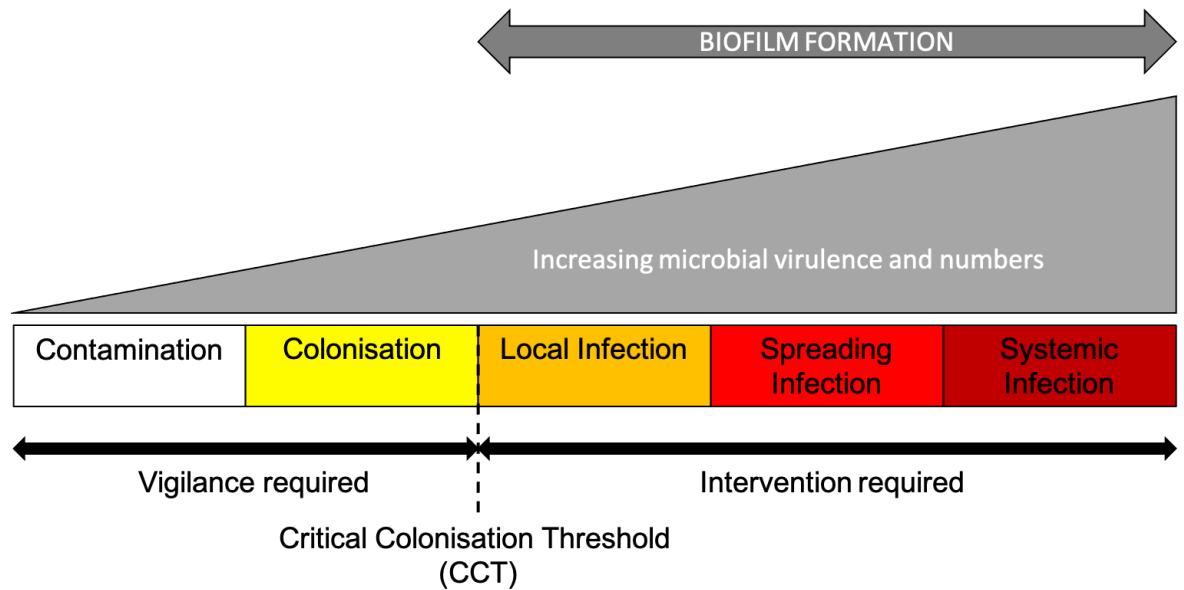 BIOFILM FORMATION
Increasing microbial virulence and numbers
Contamination
Colonisation
Local Infection
Spreading
Infection
Systemic
Infection
Vigilance required
Intervention required
Critical Colonisation Threshold
(CCT)